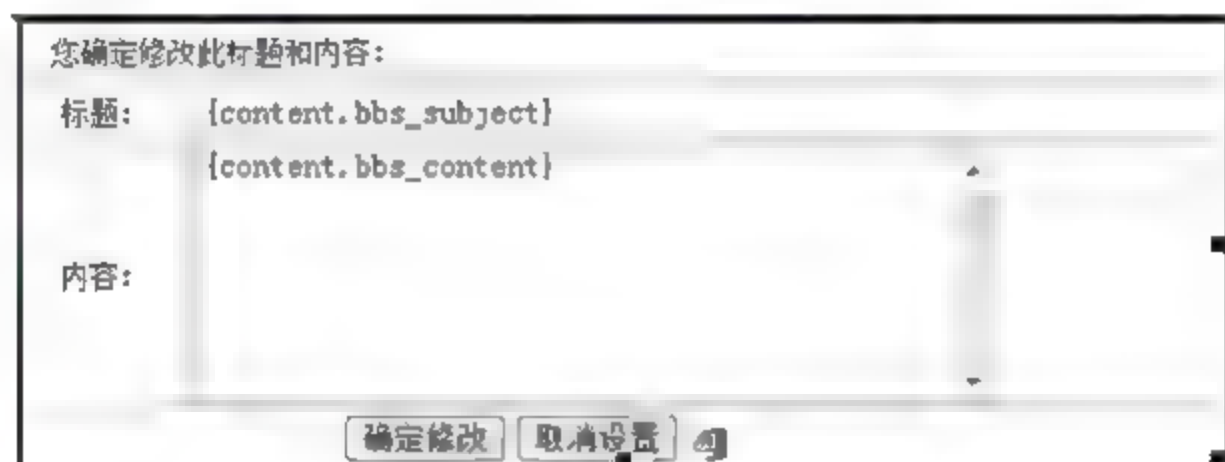 您确定修改此标题和内容:
标题: {content.bbs_subject}
{content.bbs_content}
内容:
确定修改 取消设置